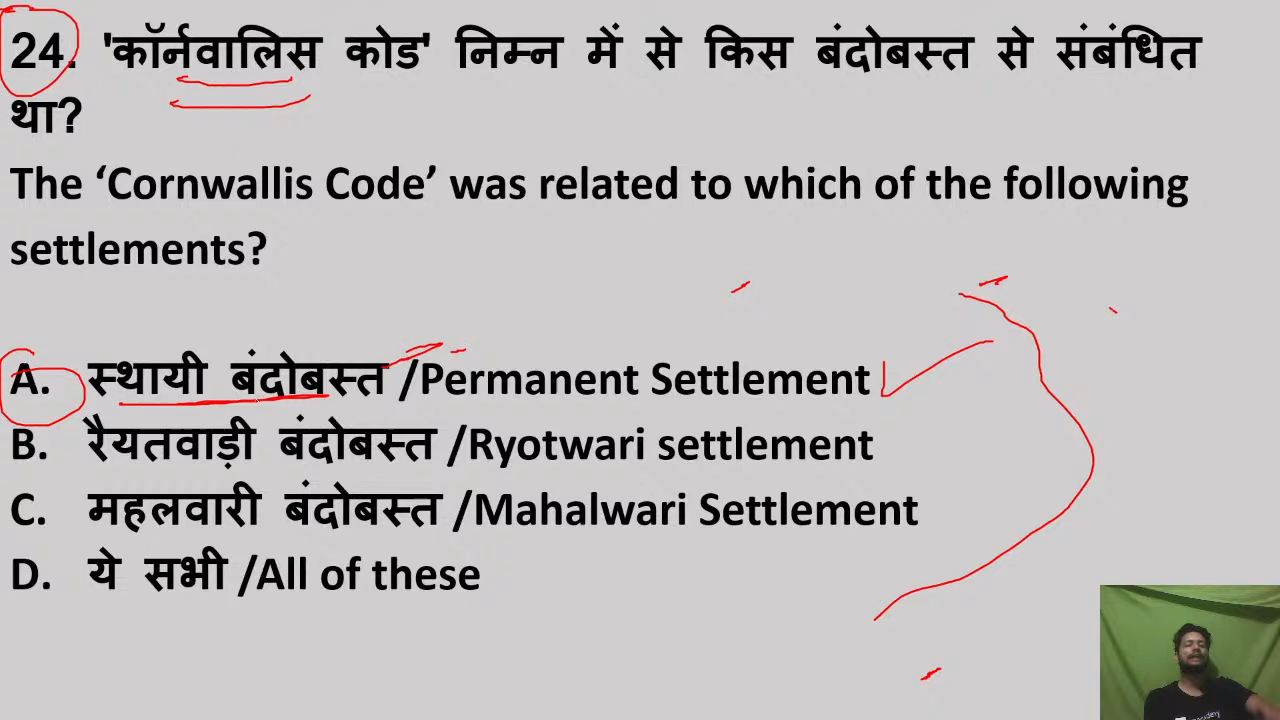 24. 'कॉर्नवालिस कोड' निम्न में से किस बंदोबस्त से संबंधित
था?
The ‘Cornwallis Code’ was related to which of the following
settlements?
A. स्थायी बंदोबस्त /Permanent Settlement
B. रैयतवाड़ी बंदोबस्त /Ryotwari settlement
C. महलवारी बंदोबस्त /Mahalwari Settlement
D. ये सभी /All of these